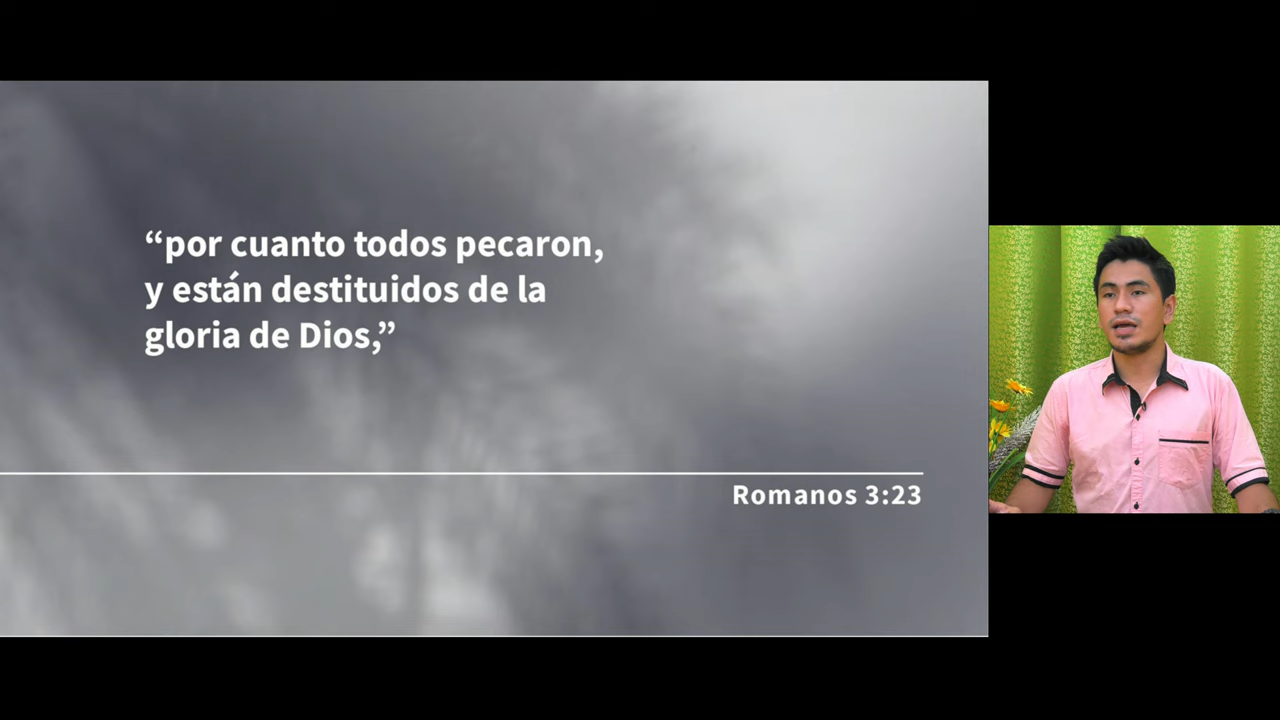 “por cuanto todos pecaron,
y están destituidos de la
gloria de Dios,”
Romanos 3:23